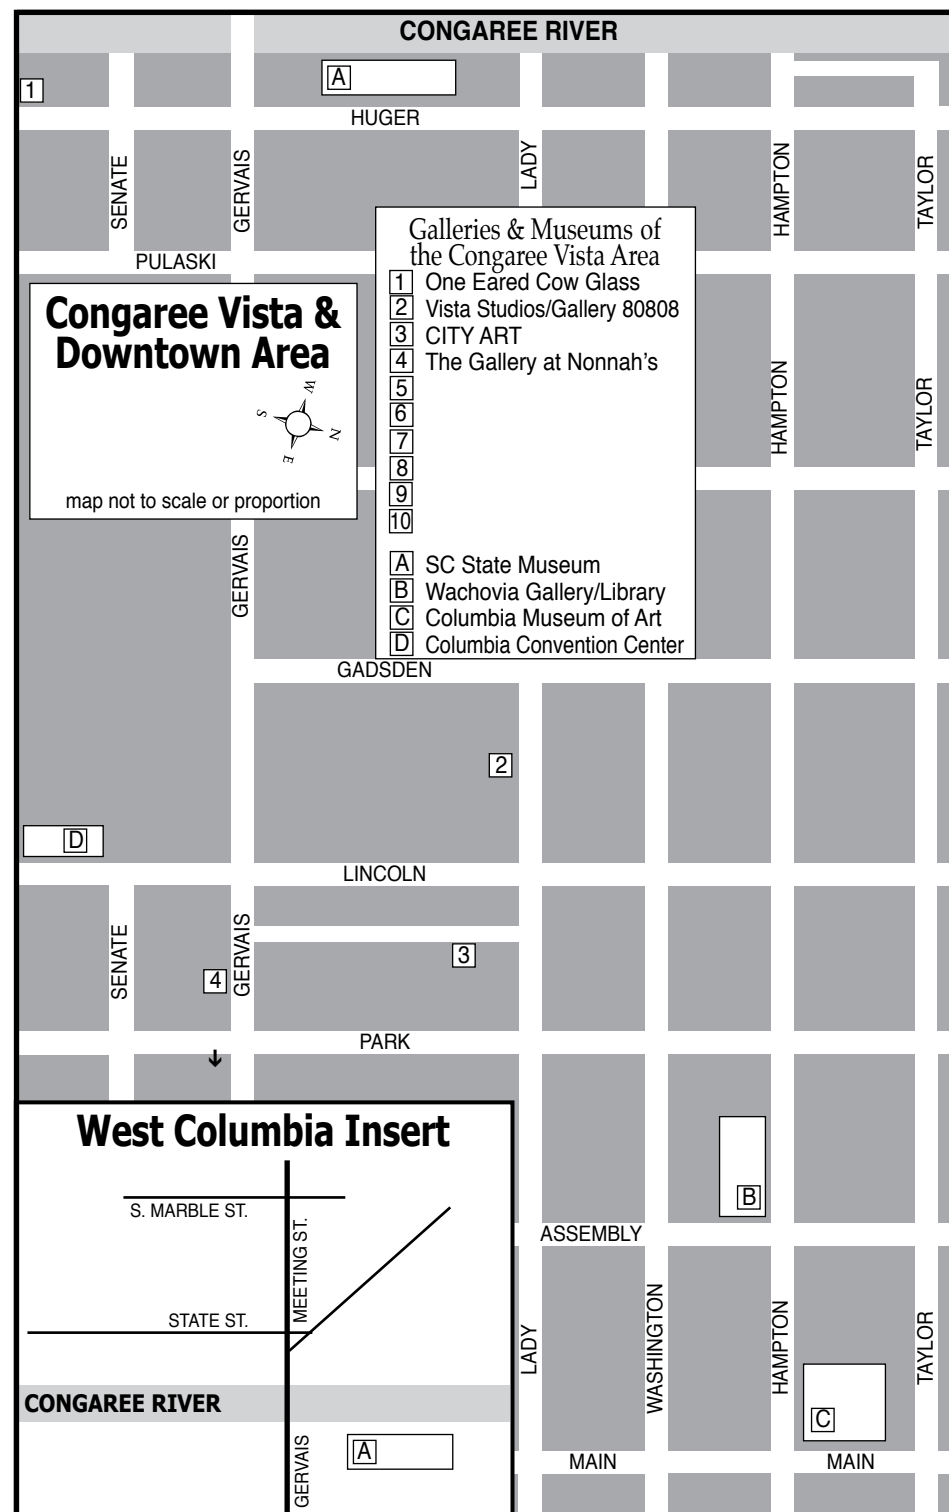 CONGAREE RIVER
A
1
HUGER
SENATE
GERVAIS
LADY
HAMPTON
TAYLOR
PULASKI
Galleries & Museums of
the Congaree Vista Area
1 One Eared Cow Glass
2 Vista Studios/Gallery 80808
3 CITY ART
4 The Gallery at Nonnah's
5
6
7
8
9
10
A SC State Museum
B Wachovia Gallery/Library
C Columbia Museum of Art
D Columbia Convention Center
Congaree Vista &
Downtown Area
W
S
N
E
map not to scale or proportion
HAMPTON
TAYLOR
GERVAIS
GADSDEN
2
D
LINCOLN
SENATE
GERVAIS
3
4
PARK
West Columbia Insert
S. MARBLE ST.
MEETING ST.
STATE ST.
CONGAREE RIVER
GERVAIS
A
B
ASSEMBLY
LADY
WASHINGTON
HAMPTON
TAYLOR
C
MAIN
MAIN